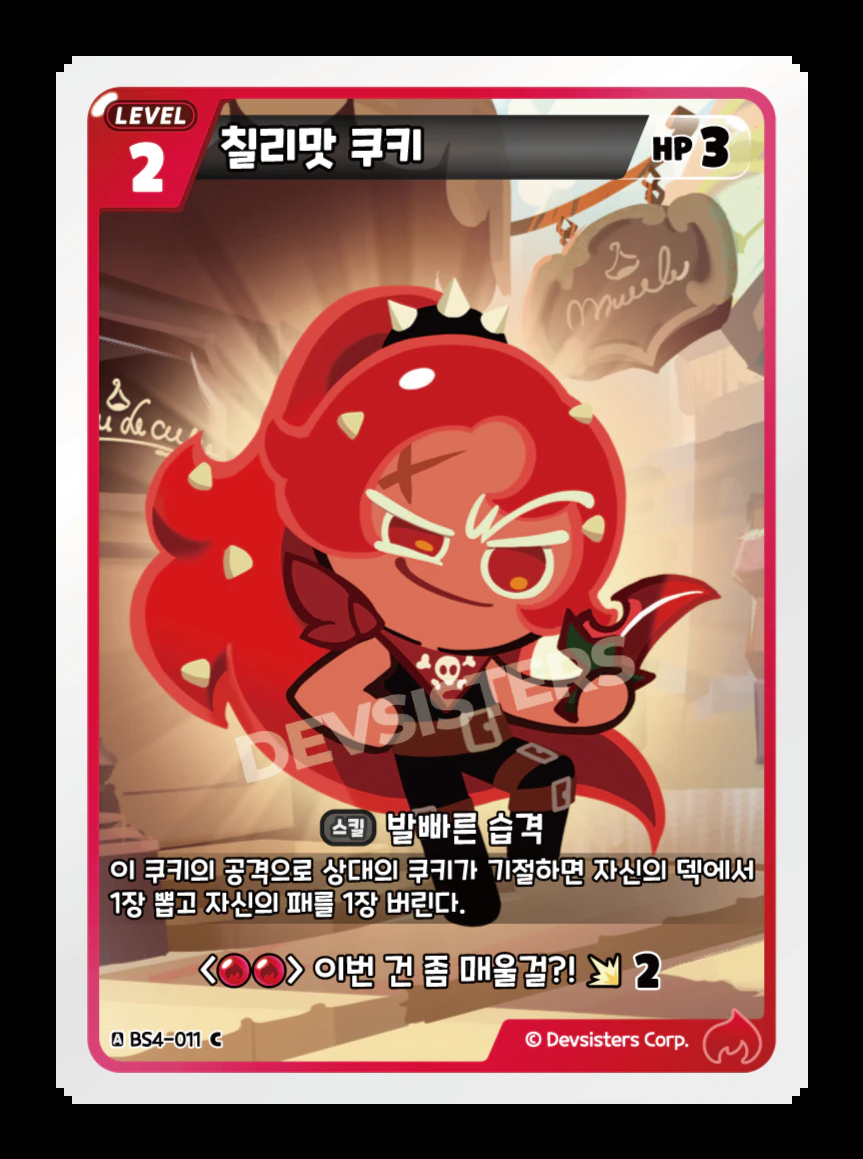 LEVEL
2
칠리맛 쿠키
HP 3
DEVSISTERS
스킬 발빠른 습격
이 쿠키의 공격으로 상대의 쿠키가 기절하면 자신의 덱에서
1장 뽑고 자신의 패를 1장 버린다.
< > 이번 건 좀 매울걸?! 2
A BS4-011 C
© Devsisters Corp.